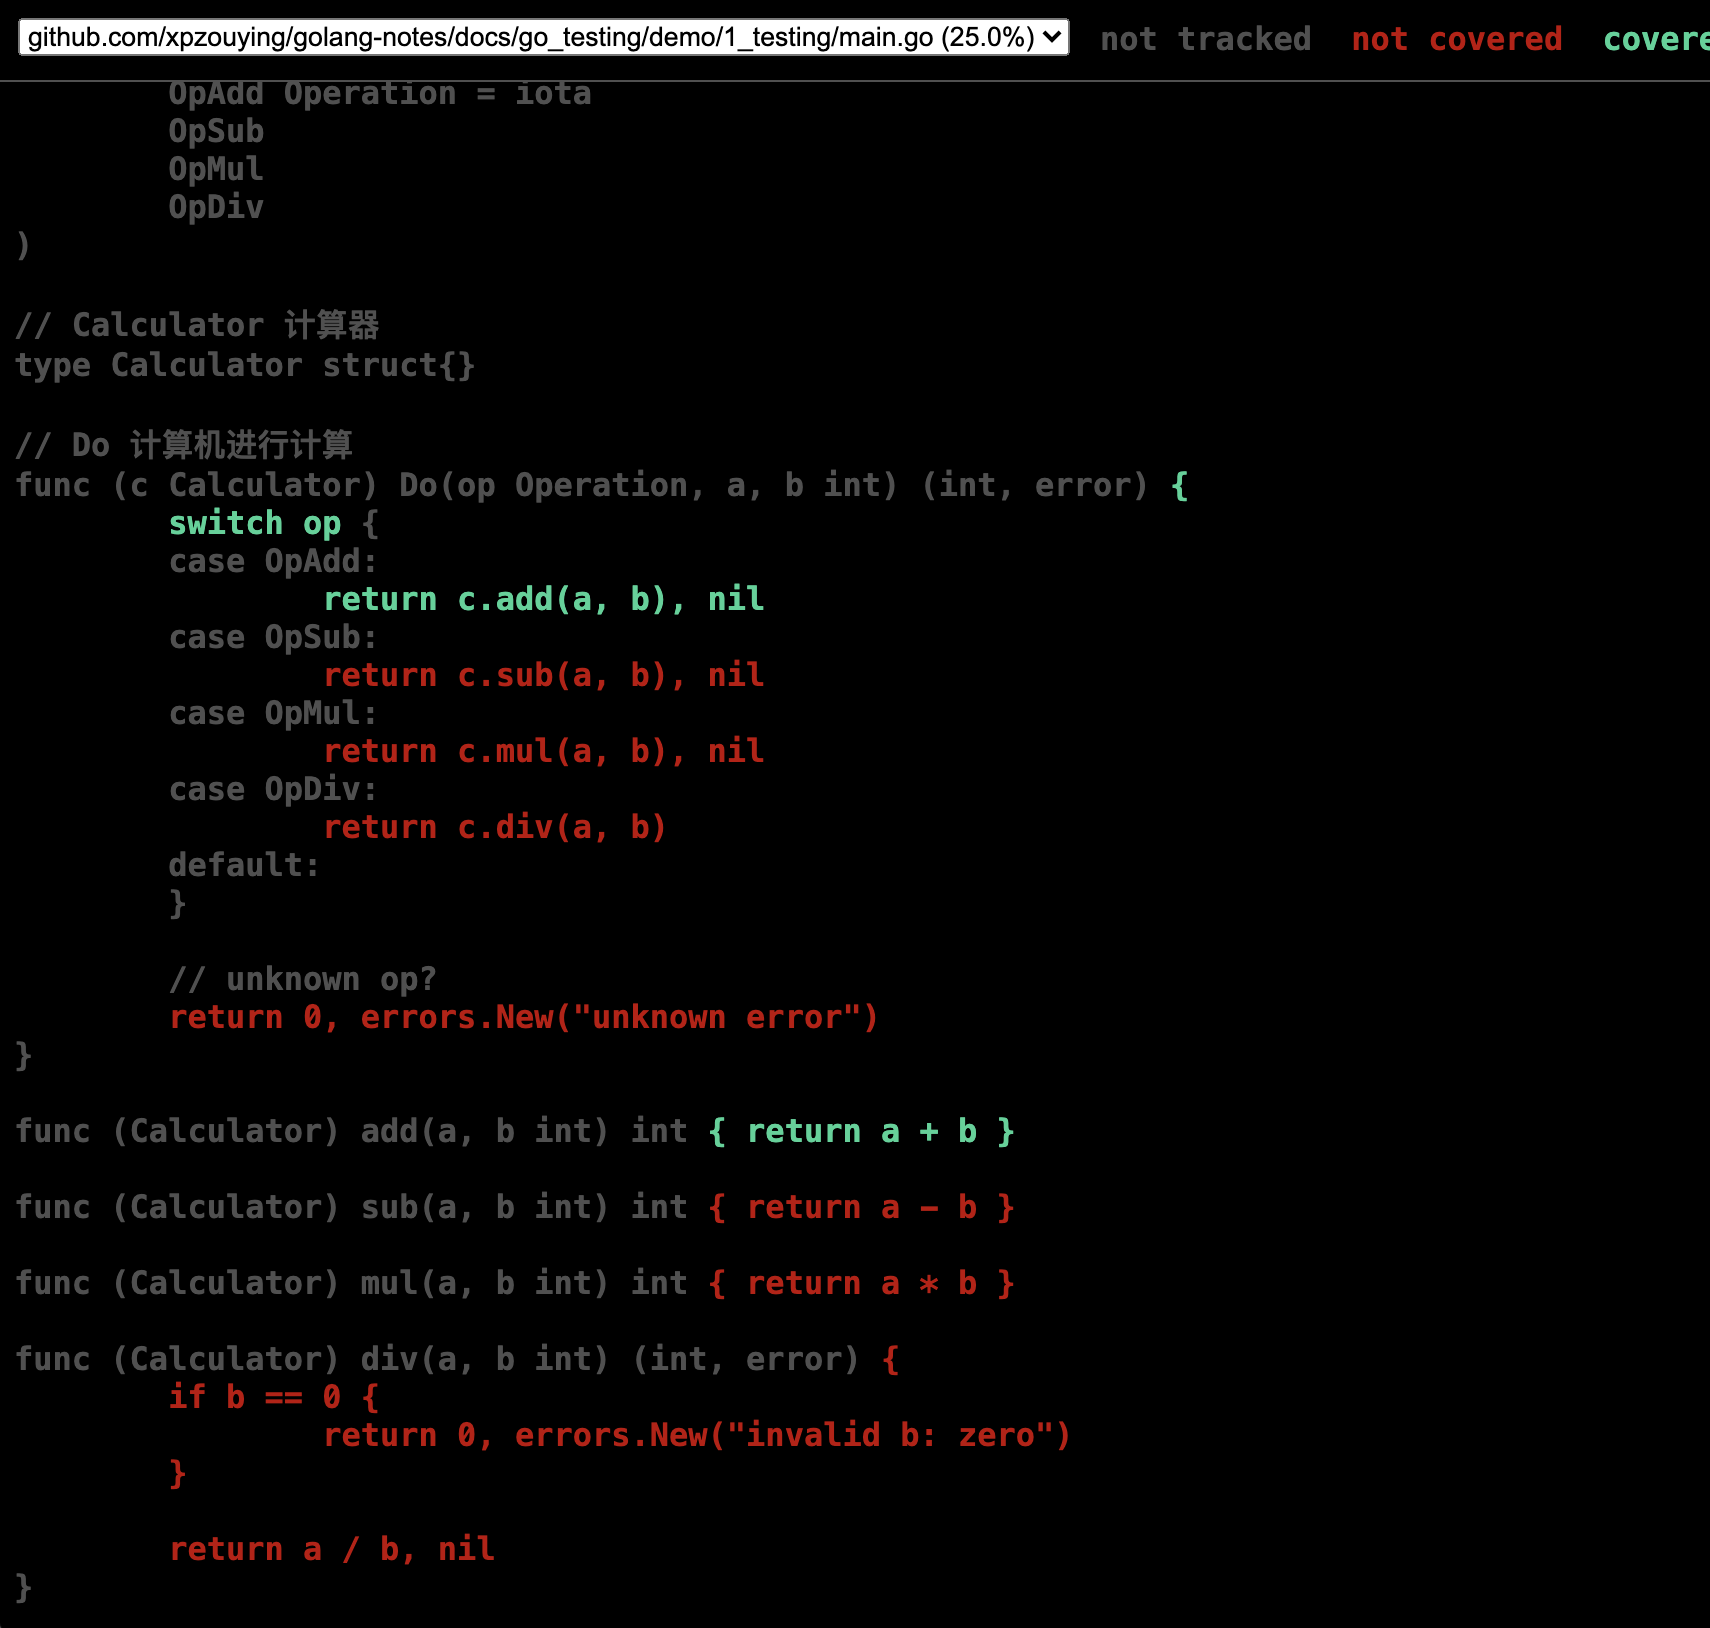 github.com/xpzouying/golang-notes/docs/go_testing/demo/1_testing/main.go (25.0%) not tracked not covered covere
OpAdd Operation = iota
OpSub
OpMul
OpDiv
)
// Calculator 计算器
type Calculator struct{}
// Do 计算机进行计算
func (c Calculator) Do(op Operation, a, b int) (int, error) {
switch op {
case OpAdd:
return c.add(a, b), nil
case OpSub:
return c.sub(a, b), nil
case OpMul:
return c.mul(a, b), nil
case OpDiv:
return c.div(a, b)
default:
}
// unknown op?
return 0, errors.New("unknown error")
}
func (Calculator) add(a, b int) int { return a + b }
func (Calculator) sub(a, b int) int { return a - b }
func (Calculator) mul(a, b int) int { return a * b }
func (Calculator) div(a, b int) (int, error) {
if b == 0 {
return 0, errors.New("invalid b: zero")
}
return a / b, nil
}